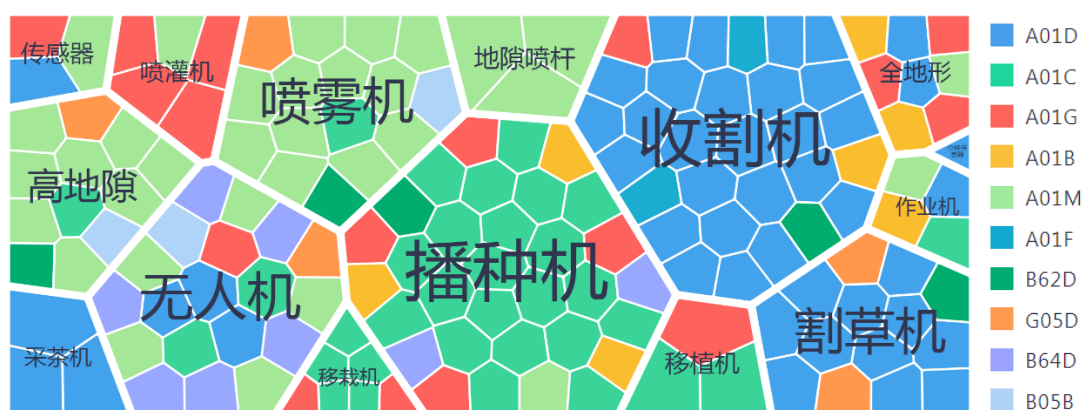 传感器
喷灌机
喷雾机
地隙喷杆
收割机
全地形
高地隙
无人机
播种机
作业机
采茶机
移栽机
移植机
割草机
A01D
A01C
A01G
A01B
A01M
A01F
B62D
G05D
B64D
B05B